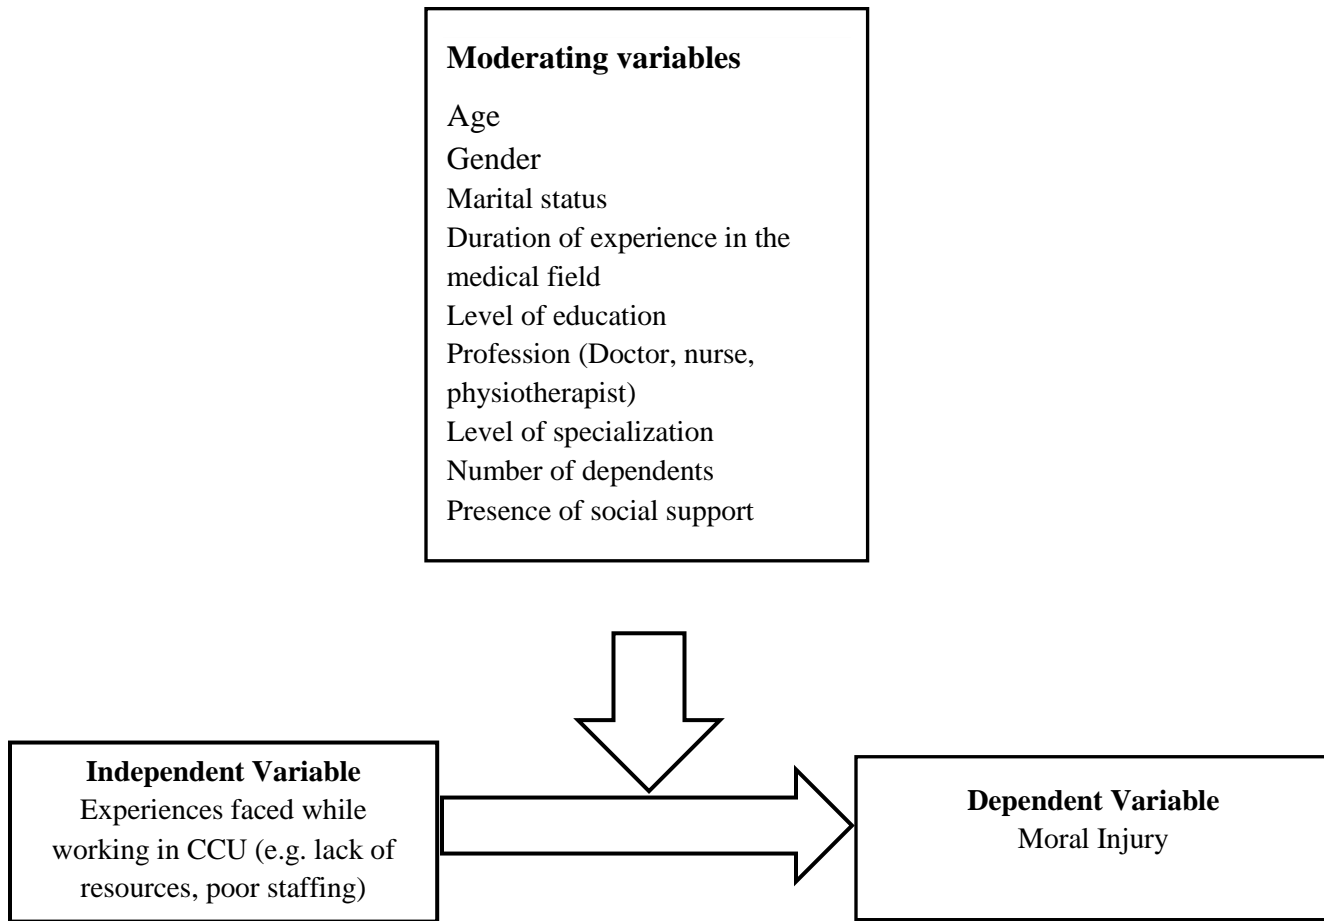 Moderating variables
Age
Gender
Marital status
Duration of experience in the
medical field
Level of education
Profession (Doctor, nurse,
physiotherapist)
Level of specialization
Number of dependents
Presence of social support
Independent Variable
Experiences faced while
working in CCU (e.g. lack of
resources, poor staffing)
Dependent Variable
Moral Injury